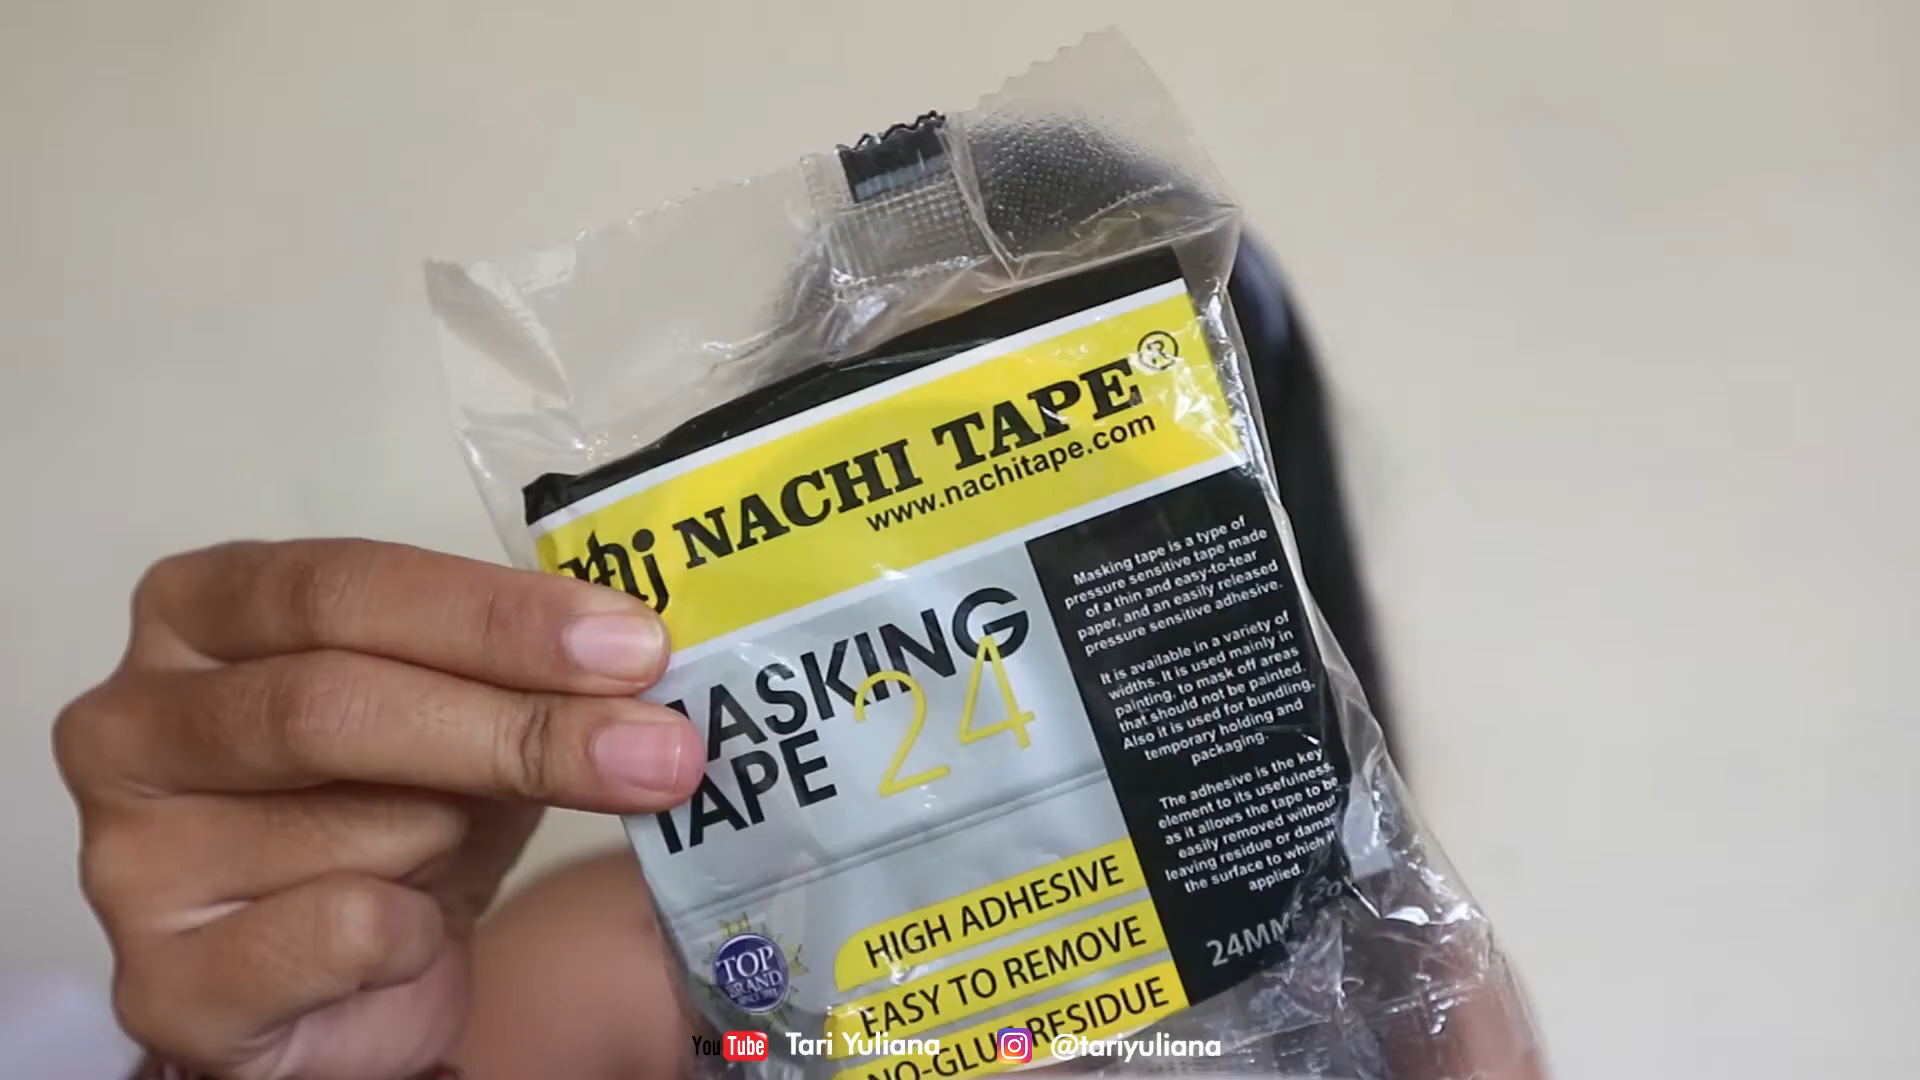 NACHI TAPE®
www.nachitape.com
MASKING
TAPE 24
Masking tape is a type of
pressure sensitive tape made
of a thin and easy-to-tear
paper, and an easily released
pressure sensitive adhesive.
It is available in a variety of
widths. It is used mainly in
painting, to mask off areas
that should not be painted.
Also it is used for bundling,
temporary holding and
packaging.
The adhesive is the key
element to its usefulness,
as it allows the tape to be
easily removed without
leaving residue or
the surface to which
applied.
24MM
HIGH ADHESIVE
EASY TO REMOVE
NO-GLUE RESIDUE
TOP
BRAND
YouTube Tari Yuliana @tariyuliana